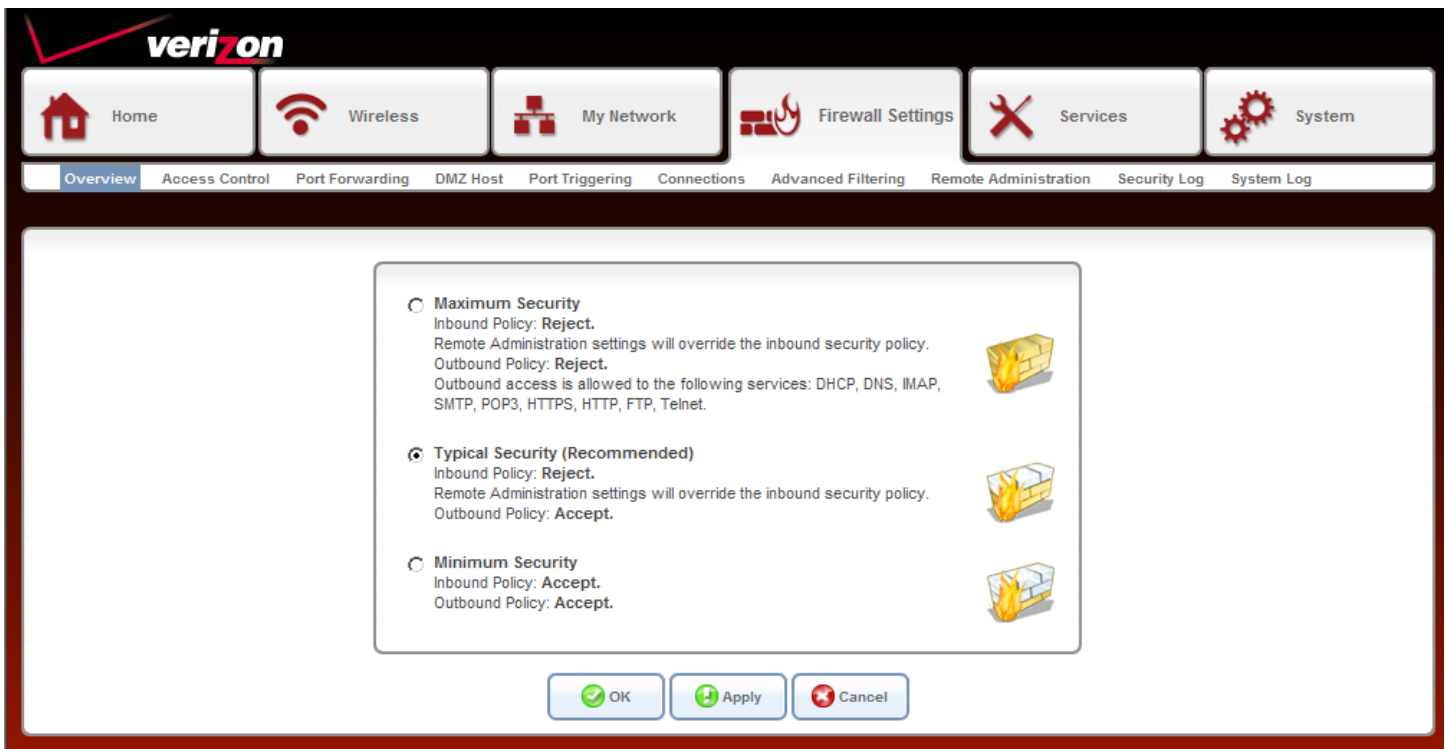 verizon
Home
Wireless
My Network
Firewall Settings
Services
System
Overview
Access Control
Port Forwarding
DMZ Host
Port Triggering
Connections
Advanced Filtering
Remote Administration
Security Log
System Log
Maximum Security
Inbound Policy: Reject.
Remote Administration settings will override the inbound security policy.
Outbound Policy: Reject.
Outbound access is allowed to the following services: DHCP, DNS, IMAP,
SMTP, POP3, HTTPS, HTTP, FTP, Telnet.
Typical Security (Recommended)
Inbound Policy: Reject.
Remote Administration settings will override the inbound security policy.
Outbound Policy: Accept.
Minimum Security
Inbound Policy: Accept.
Outbound Policy: Accept.
OK
Apply
Cancel